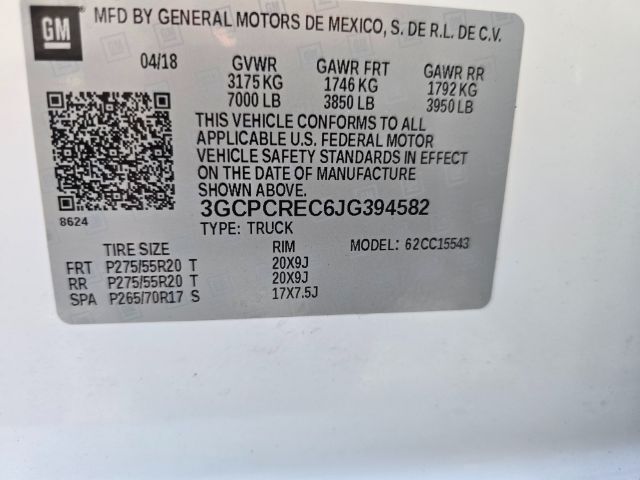 GM MFD BY GENERAL MOTORS DE MEXICO, S. DE R.L. DE C.V.
04/18 GVWR GAWR FRT GAWR RR
3175 KG 1746 KG 1792 KG
7000 LB 3850 LB 3950 LB
THIS VEHICLE CONFORMS TO ALL
APPLICABLE U.S. FEDERAL MOTOR
VEHICLE SAFETY STANDARDS IN EFFECT
ON THE DATE OF MANUFACTURE
SHOWN ABOVE.
3GCPCREC6JG394582
8624
TYPE: TRUCK
TIRE SIZE RIM MODEL: 62CC15543
FRT P275/55R20 T 20X9J
RR P275/55R20 T 20X9J
SPA P265/70R17 S 17X7.5J